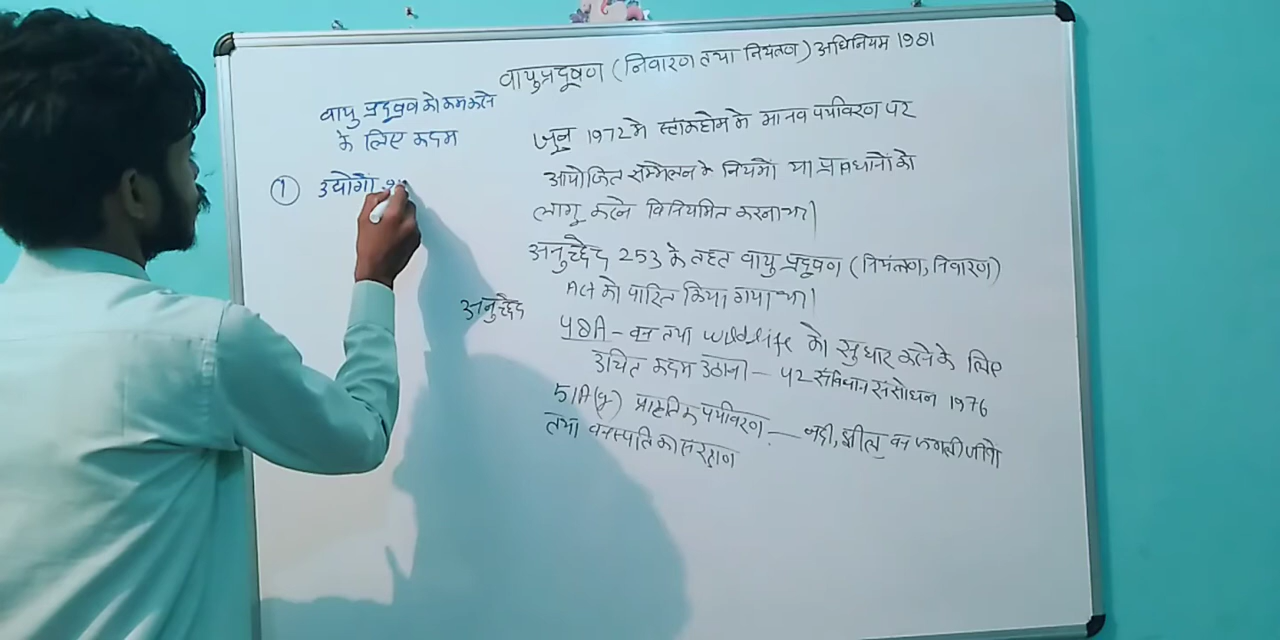 वायुप्रदूषण (निवारण तथा नियंत्रण) अधिनियम 1981
वायु प्रदूषण को कम करने
के लिए कदम
① उद्योगों
जून 1972 मे स्टॉकहोम मे मानव पर्यावरण पर
आयोजित सम्मेलन के नियमों या प्रावधानों को
लागू करने विनियमित करना था।
अनुच्छेद 253 के तहत वायु प्रदूषण (नियंत्रण, निवारण)
Act को पारित किया गया था।
अनुच्छेद
48A – वन तथा wildlife को सुधार करने के लिए
उचित कदम उठाना – 42 संविधान संसोधन 1976
51A(g) प्राकृतिक पर्यावरण – नदी, झील, वन जंगली जीवो
तथा वनस्पति का संरक्षण